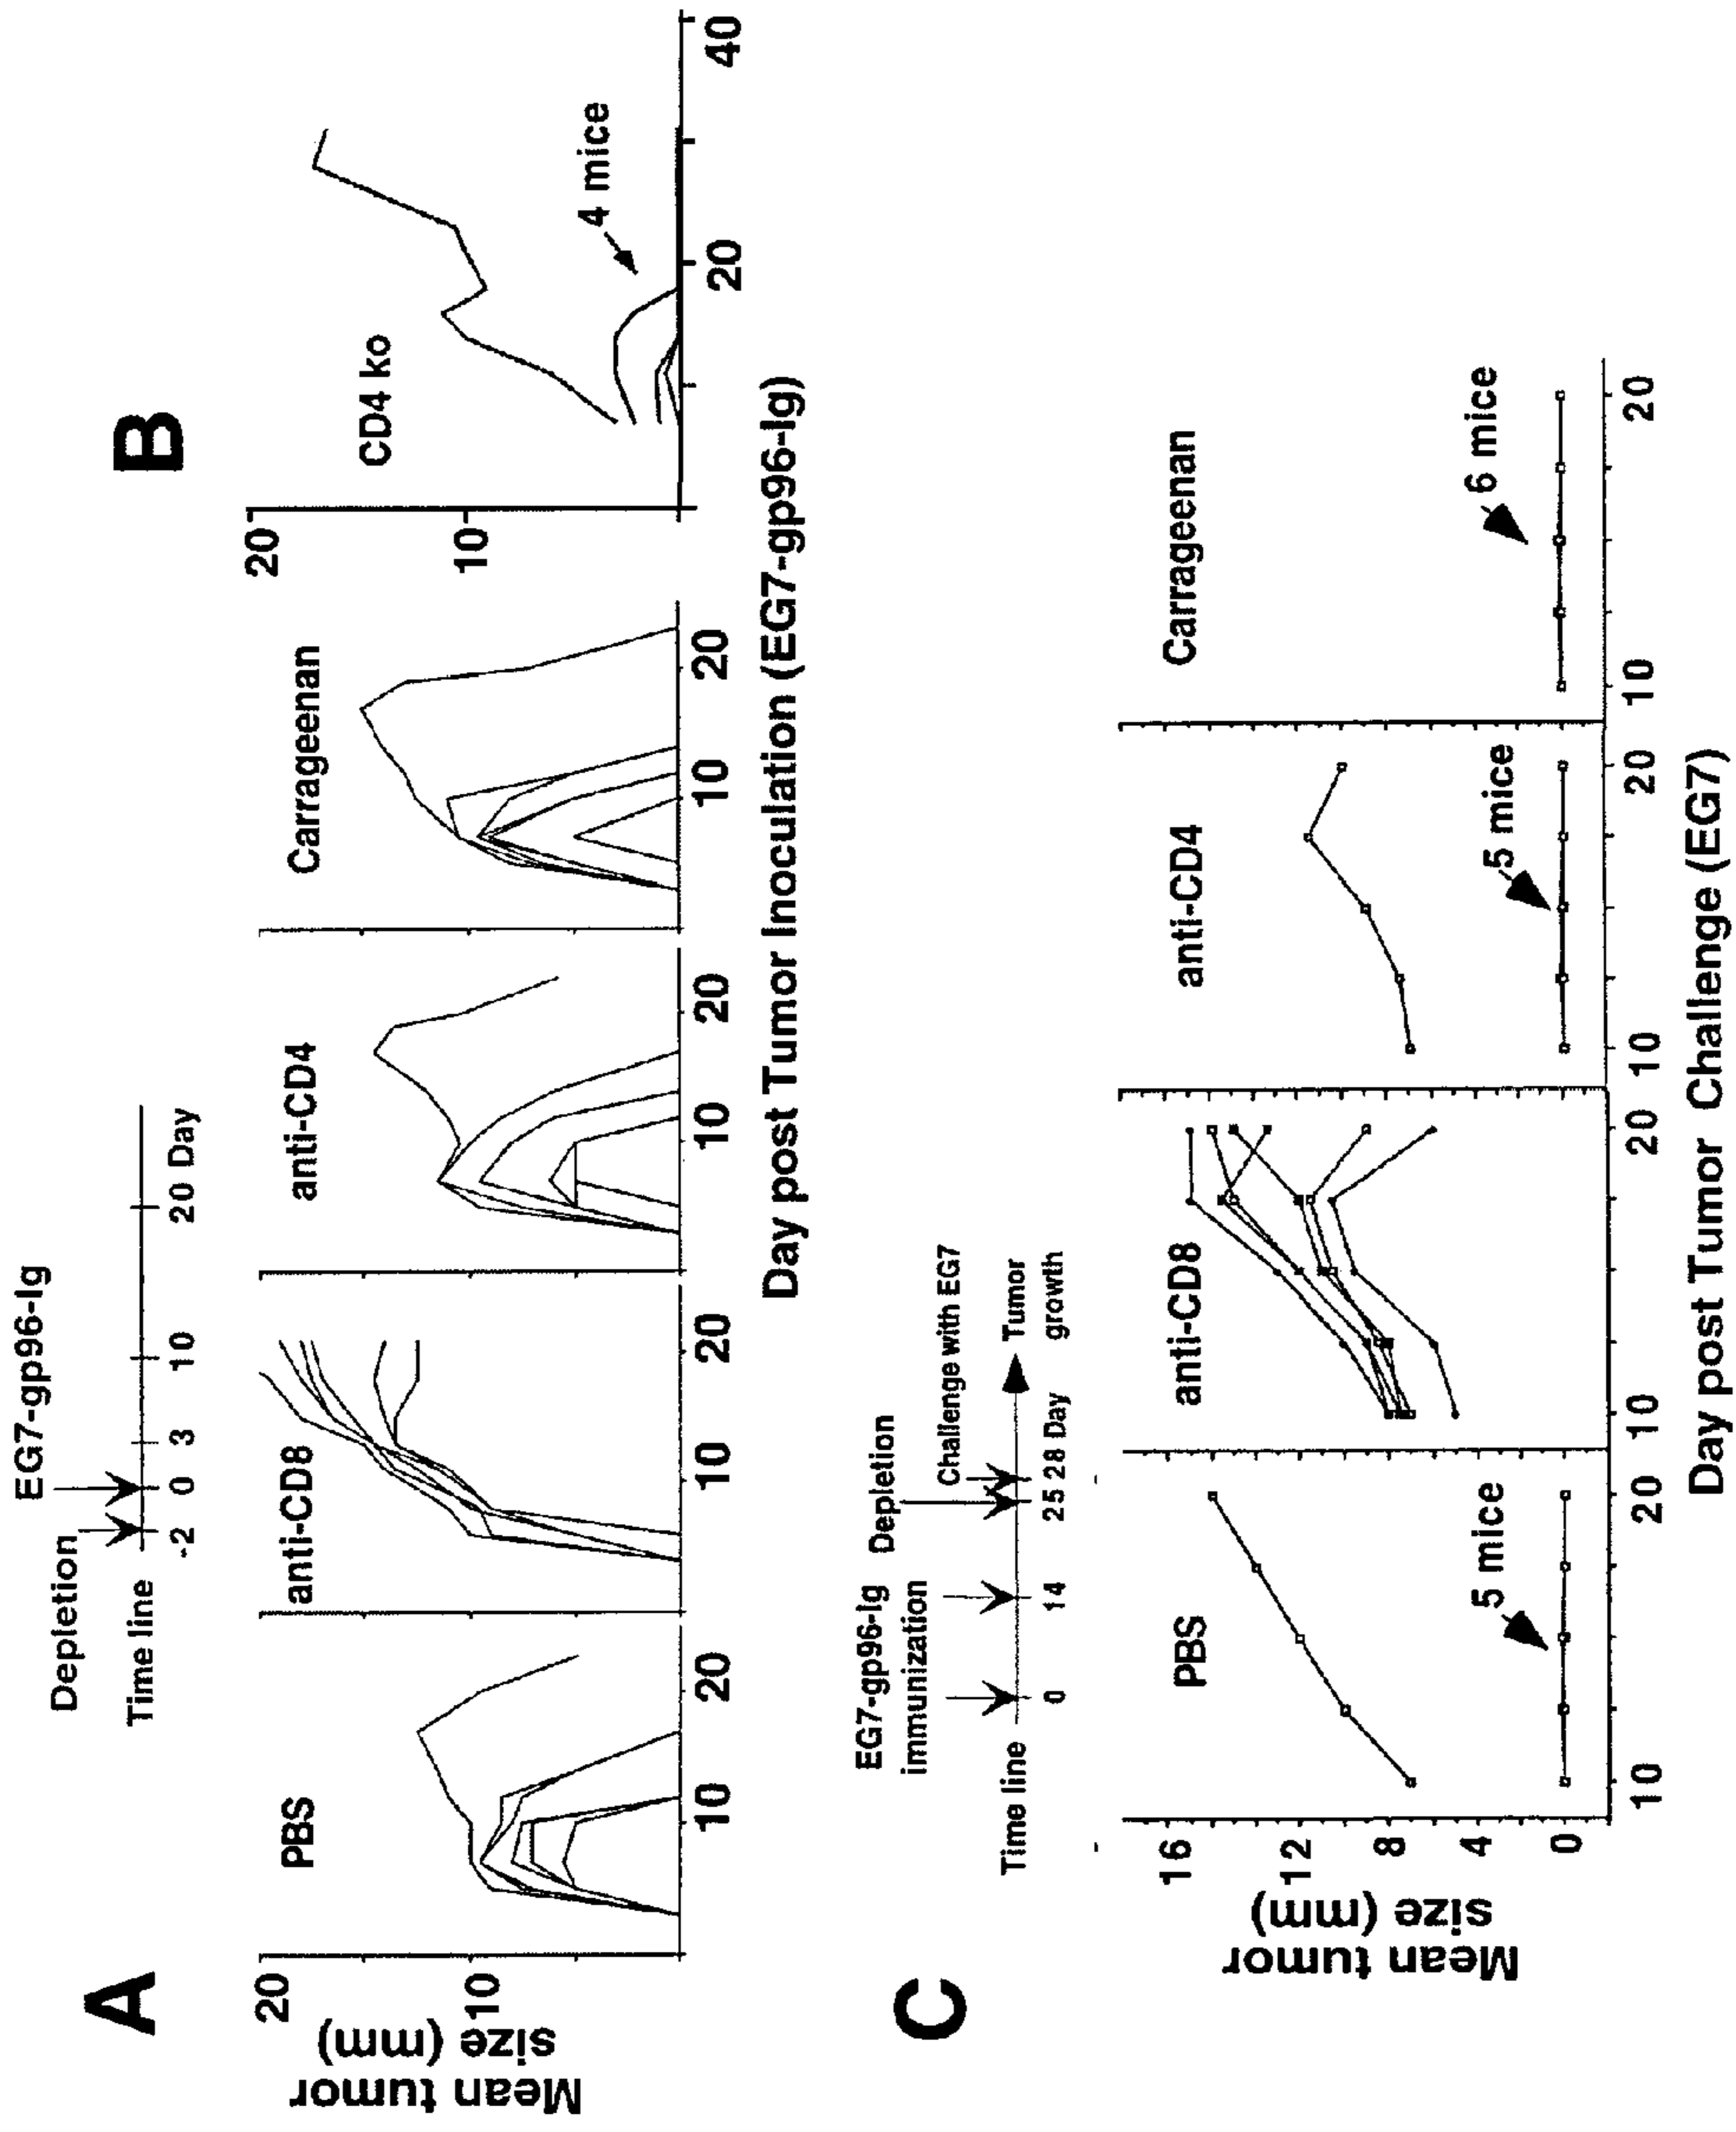 A
Depletion
EG7-gp96-Ig
Time line
-2 0 3 10 20 Day
Mean tumor
size (mm)
20
10
PBS
anti-CD8
anti-CD4
Carrageenan
10 20
10 20
10 20
10 20
B
CD4 ko
20
10
4 mice
20 40
Day post Tumor Inoculation (EG7-gp96-Ig)
C
EG7-gp96-Ig
immunization
Depletion
Challenge with EG7
Time line
0 14 25 28 Day
Tumor
growth
Mean tumor
size (mm)
16
12
8
4
0
PBS
5 mice
anti-CD8
anti-CD4
5 mice
Carrageenan
6 mice
10 20
10 20
10 20
10 20
Day post Tumor Challenge (EG7)